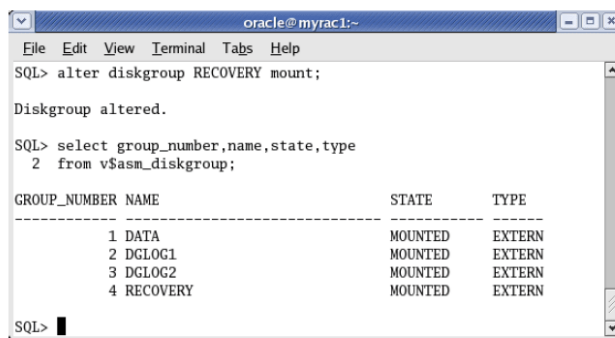 oracle@myrac1:~
File Edit View Terminal Tabs Help
SQL> alter diskgroup RECOVERY mount;
Diskgroup altered.
SQL> select group_number,name,state,type
2 from v$asm_diskgroup;
GROUP_NUMBER NAME STATE TYPE
------------ ------------------------------ ----------- ------
1 DATA MOUNTED EXTERN
2 DGLOG1 MOUNTED EXTERN
3 DGLOG2 MOUNTED EXTERN
4 RECOVERY MOUNTED EXTERN
SQL>